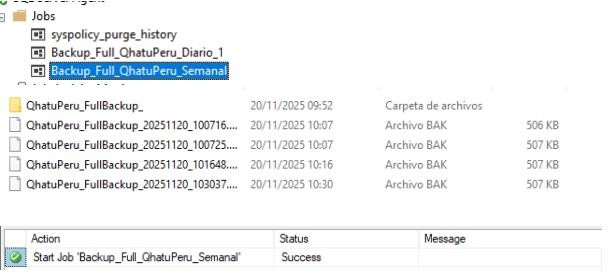 Jobs
syspolicy_purge_history
Backup_Full_QhatuPeru_Diario_1
Backup_Full_QhatuPeru_Semanal
QhatuPeru_FullBackup_ 20/11/2025 09:52 Carpeta de archivos
QhatuPeru_FullBackup_20251120_100716.... 20/11/2025 10:07 Archivo BAK 506 KB
QhatuPeru_FullBackup_20251120_100725.... 20/11/2025 10:07 Archivo BAK 507 KB
QhatuPeru_FullBackup_20251120_101648.... 20/11/2025 10:16 Archivo BAK 507 KB
QhatuPeru_FullBackup_20251120_103037.... 20/11/2025 10:30 Archivo BAK 507 KB
Action Status Message
Start Job 'Backup_Full_QhatuPeru_Semanal' Success